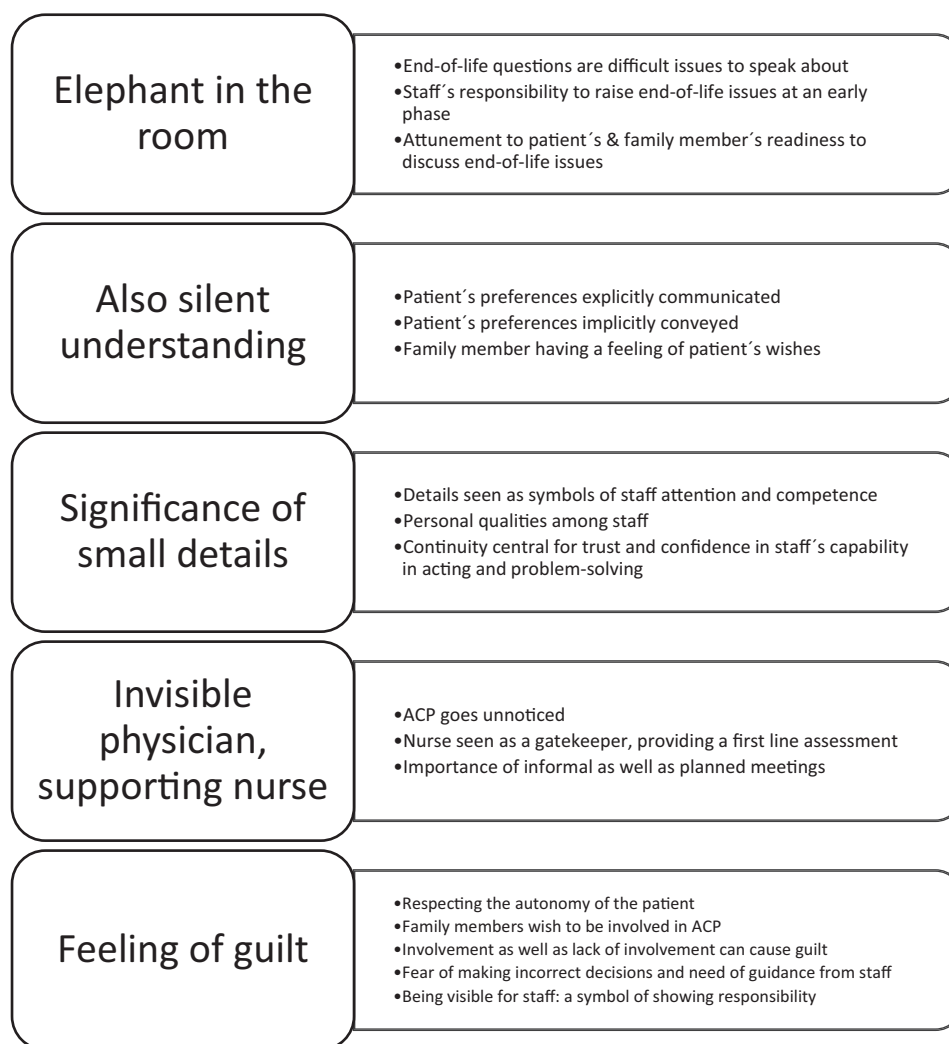 Elephant in the
room
•End-of-life questions are difficult issues to speak about
•Staff´s responsibility to raise end-of-life issues at an early
phase
•Attunement to patient´s & family member´s readiness to
discuss end-of-life issues
Also silent
understanding
•Patient´s preferences explicitly communicated
•Patient´s preferences implicitly conveyed
•Family member having a feeling of patient´s wishes
Significance of
small details
•Details seen as symbols of staff attention and competence
•Personal qualities among staff
•Continuity central for trust and confidence in staff´s capability
in acting and problem-solving
Invisible
physician,
supporting nurse
•ACP goes unnoticed
•Nurse seen as a gatekeeper, providing a first line assessment
•Importance of informal as well as planned meetings
Feeling of guilt
•Respecting the autonomy of the patient
•Family members wish to be involved in ACP
•Involvement as well as lack of involvement can cause guilt
•Fear of making incorrect decisions and need of guidance from staff
•Being visible for staff: a symbol of showing responsibility